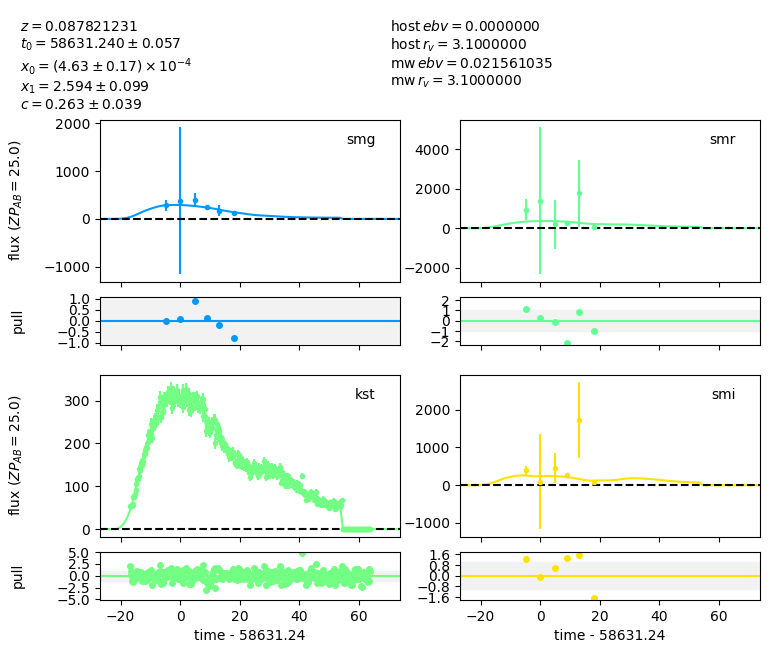 z = 0.087821231
t₀ = 58631.240 ± 0.057
x₀ = (4.63 ± 0.17) × 10⁻⁴
x₁ = 2.594 ± 0.099
c = 0.263 ± 0.039
host ebv = 0.0000000
host r_v = 3.1000000
mw ebv = 0.021561035
mw r_v = 3.1000000
flux (ZP_AB = 25.0)
2000
1000
0
−1000
smg
4000
2000
0
−2000
smr
pull
1.0
0.5
0.0
−0.5
−1.0
2
1
0
−1
−2
flux (ZP_AB = 25.0)
300
200
100
0
kst
2000
1000
0
−1000
smi
pull
5.0
2.5
0.0
−2.5
−5.0
−20 0 20 40 60
time - 58631.24
1.6
0.8
0.0
−0.8
−1.6
−20 0 20 40 60
time - 58631.24